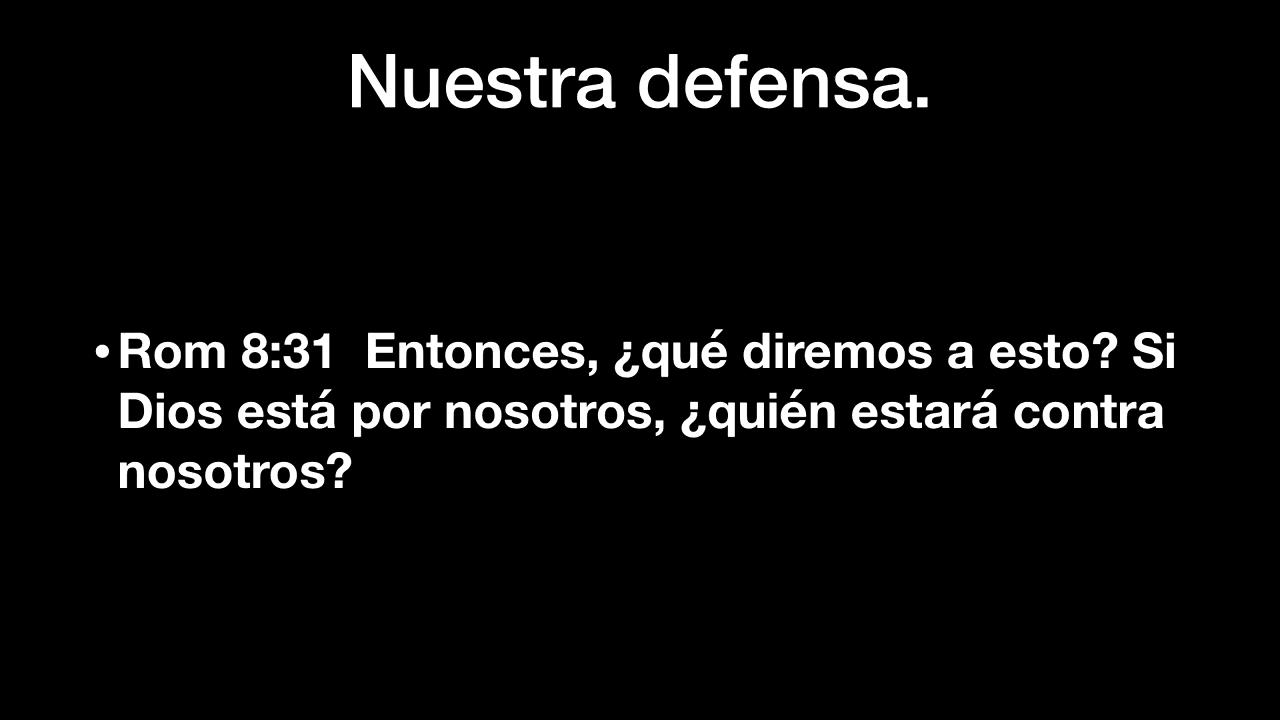 Nuestra defensa.
• Rom 8:31  Entonces, ¿qué diremos a esto? Si
Dios está por nosotros, ¿quién estará contra
nosotros?